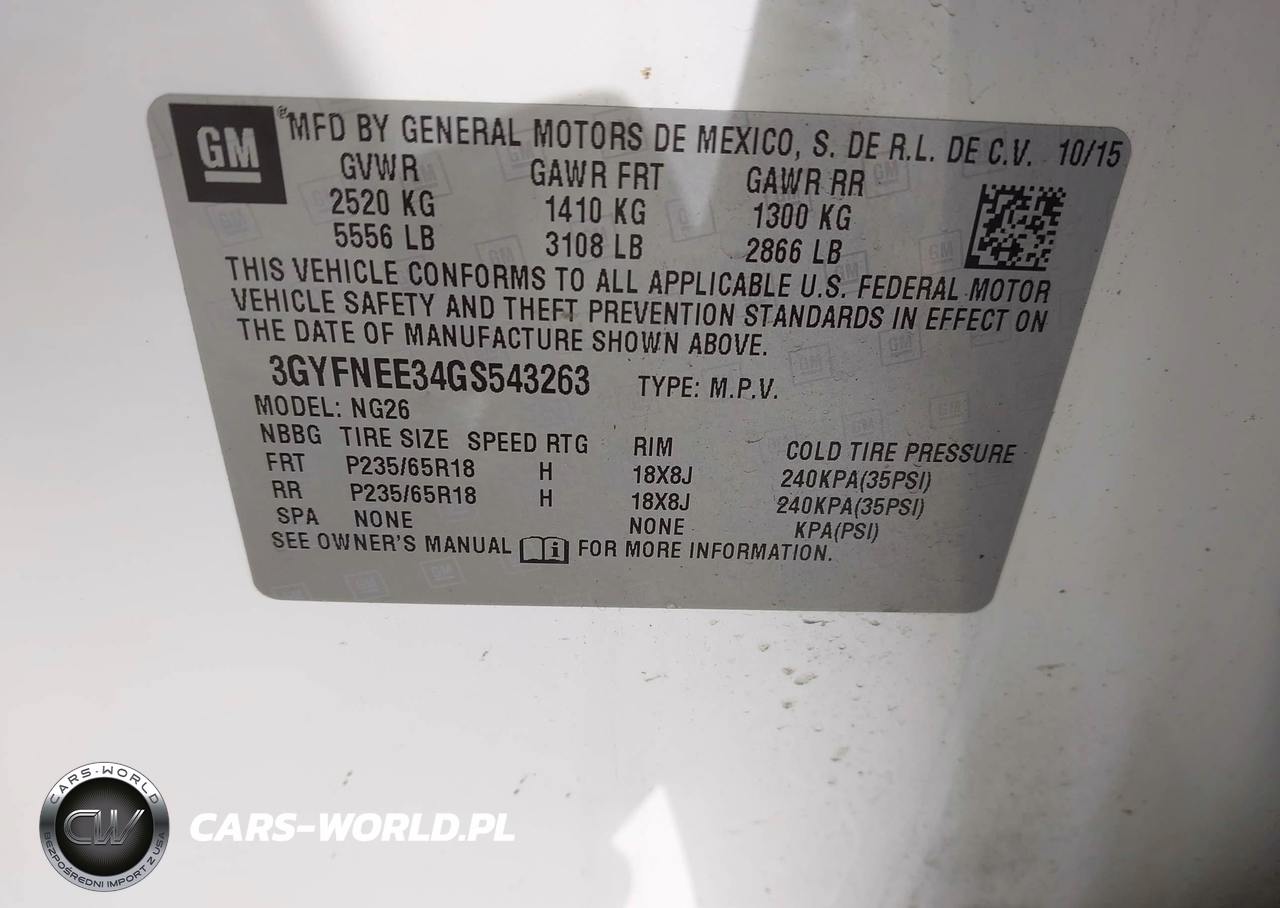 GM
® MFD BY GENERAL MOTORS DE MEXICO, S. DE R.L. DE C.V. 10/15
GVWR GAWR FRT GAWR RR
2520 KG 1410 KG 1300 KG
5556 LB 3108 LB 2866 LB
THIS VEHICLE CONFORMS TO ALL APPLICABLE U.S. FEDERAL MOTOR
VEHICLE SAFETY AND THEFT PREVENTION STANDARDS IN EFFECT ON
THE DATE OF MANUFACTURE SHOWN ABOVE.
3GYFNEE34GS543263 TYPE: M.P.V.
MODEL: NG26
NBBG TIRE SIZE SPEED RTG RIM COLD TIRE PRESSURE
FRT P235/65R18 H 18X8J 240KPA(35PSI)
RR P235/65R18 H 18X8J 240KPA(35PSI)
SPA NONE NONE KPA(PSI)
SEE OWNER'S MANUAL i FOR MORE INFORMATION.
CARS-WORLD
CW
BEZPOŚREDNI IMPORT Z USA
CARS-WORLD.PL